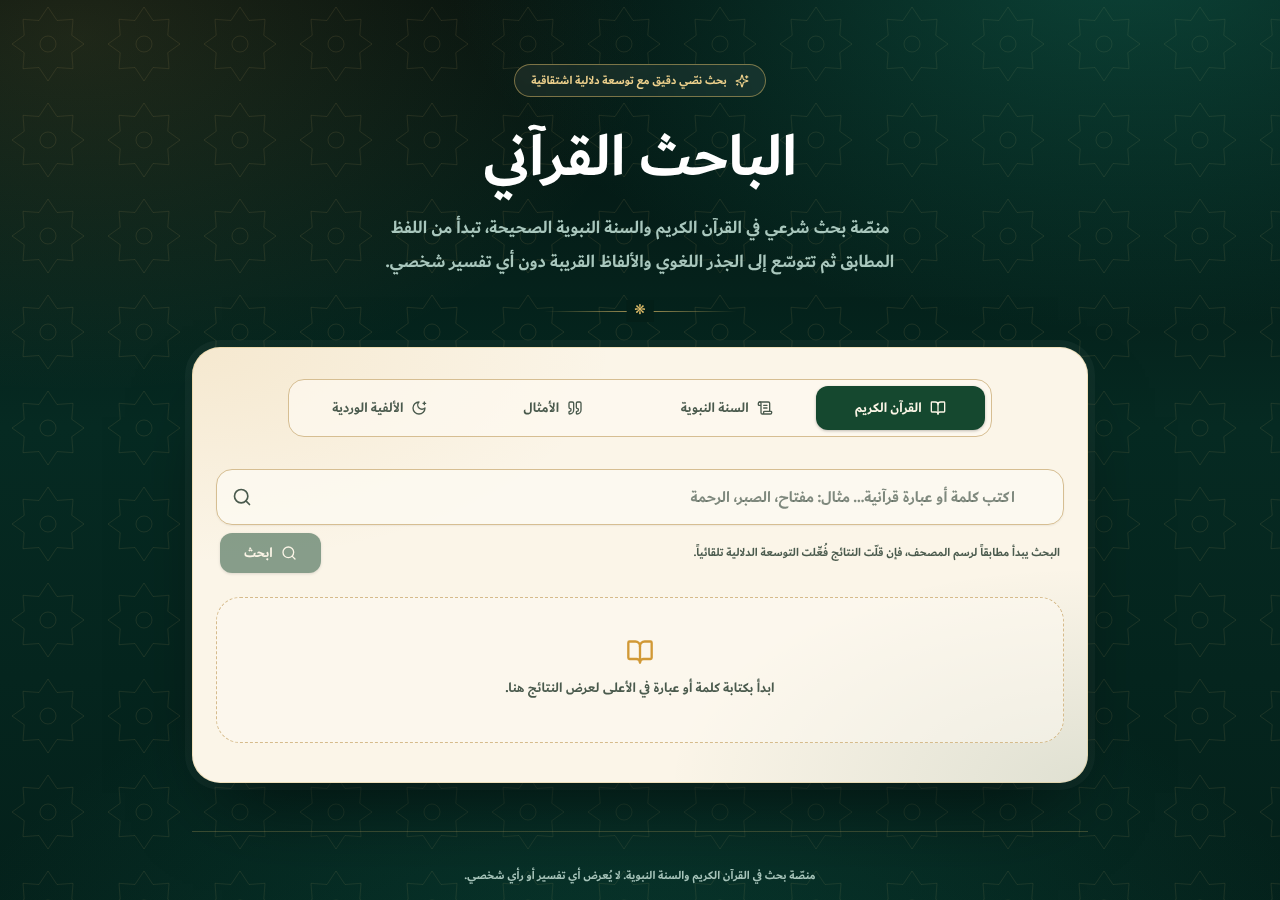 بحث نصّي دقيق مع توسعة دلالية اشتقاقية
الباحث القرآني
منصّة بحث شرعي في القرآن الكريم والسنة النبوية الصحيحة، تبدأ من اللفظ
المطابق ثم تتوسّع إلى الجذر اللغوي والألفاظ القريبة دون أي تفسير شخصي.
القرآن الكريم
السنة النبوية
الأمثال
الألفية الوردية
اكتب كلمة أو عبارة قرآنية... مثال: مفتاح، الصبر، الرحمة
البحث يبدأ مطابقاً لرسم المصحف، فإن قلّت النتائج فُعّلت التوسعة الدلالية تلقائياً.
ابحث
ابدأ بكتابة كلمة أو عبارة في الأعلى لعرض النتائج هنا.
منصّة بحث في القرآن الكريم والسنة النبوية. لا يُعرض أي تفسير أو رأي شخصي.